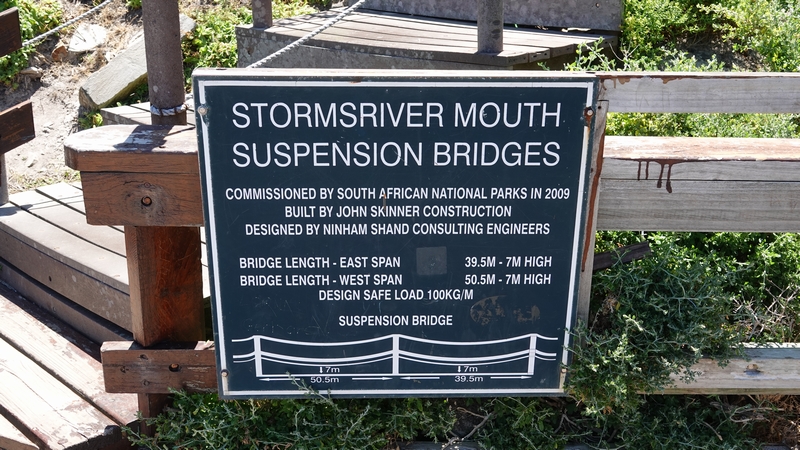 STORMSRIVER MOUTH
SUSPENSION BRIDGES
COMMISSIONED BY SOUTH AFRICAN NATIONAL PARKS IN 2009
BUILT BY JOHN SKINNER CONSTRUCTION
DESIGNED BY NINHAM SHAND CONSULTING ENGINEERS
BRIDGE LENGTH - EAST SPAN 39.5M - 7M HIGH
BRIDGE LENGTH - WEST SPAN 50.5M - 7M HIGH
DESIGN SAFE LOAD 100KG/M
SUSPENSION BRIDGE
7m 7m
50.5m 39.5m